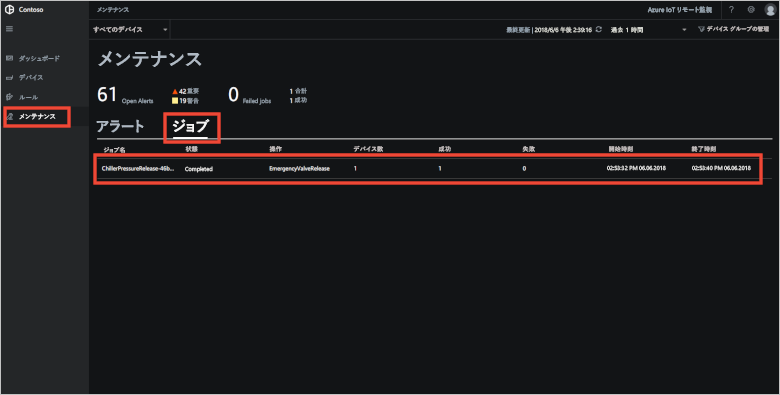 Contoso
メンテナンス
Azure IoT リモート監視
?
すべてのデバイス
最終更新 | 2018/6/6 午後 2:39:16
過去 1 時間
デバイス グループの管理
ダッシュボード
デバイス
ルール
メンテナンス
メンテナンス
61 Open Alerts
42 重要
19 警告
0 Failed jobs
1 合計
1 成功
アラート ジョブ
ジョブ名 状態 操作 デバイス数 成功 失敗 開始時刻 終了時刻
ChillerPressureRelease-46b... Completed EmergencyValveRelease 1 1 0 02:53:32 PM 06.06.2018 02:53:40 PM 06.06.2018